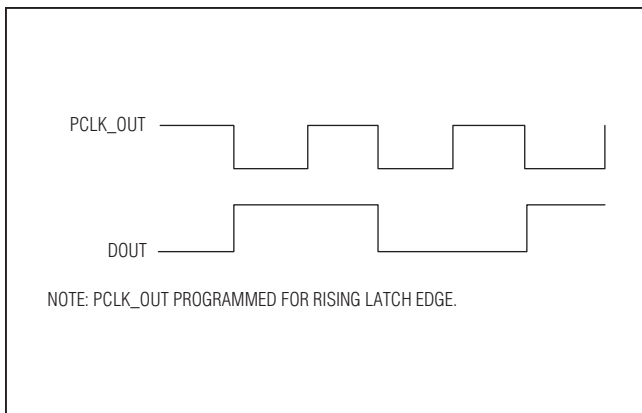 PCLK_OUT
DOUT
NOTE: PCLK_OUT PROGRAMMED FOR RISING LATCH EDGE.